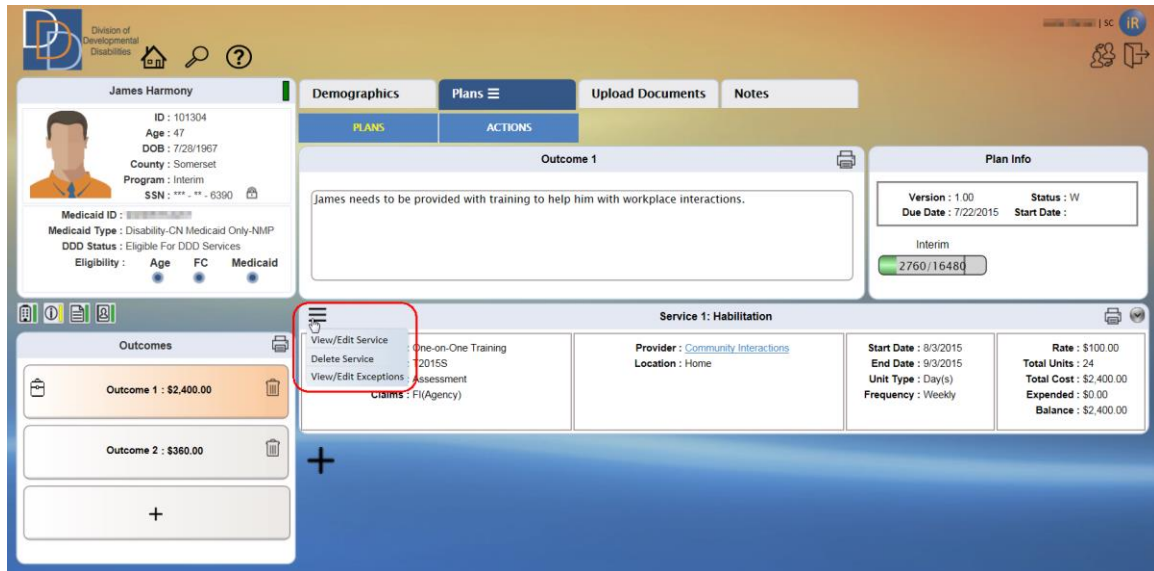 Division of
Developmental
Disabilities
| SC
iR
James Harmony
ID : 101304
Age : 47
DOB : 7/28/1967
County : Somerset
Program : Interim
SSN : *** - ** - 6390
Medicaid ID :
Medicaid Type : Disability-CN Medicaid Only-NMP
DDD Status : Eligible For DDD Services
Eligibility : Age FC Medicaid
Demographics Plans Upload Documents Notes
PLANS ACTIONS
Outcome 1
James needs to be provided with training to help him with workplace interactions.
Plan Info
Version : 1.00 Status : W
Due Date : 7/22/2015 Start Date :
Interim
2760/16480
Outcomes
Outcome 1 : $2,400.00
Outcome 2 : $360.00
+
Service 1: Habilitation
View/Edit Service
Delete Service
View/Edit Exceptions
: One-on-One Training
: T2015S
: Assessment
Claims : FI(Agency)
Provider : Community Interactions
Location : Home
Start Date : 8/3/2015
End Date : 9/3/2015
Unit Type : Day(s)
Frequency : Weekly
Rate : $100.00
Total Units : 24
Total Cost : $2,400.00
Expended : $0.00
Balance : $2,400.00
+